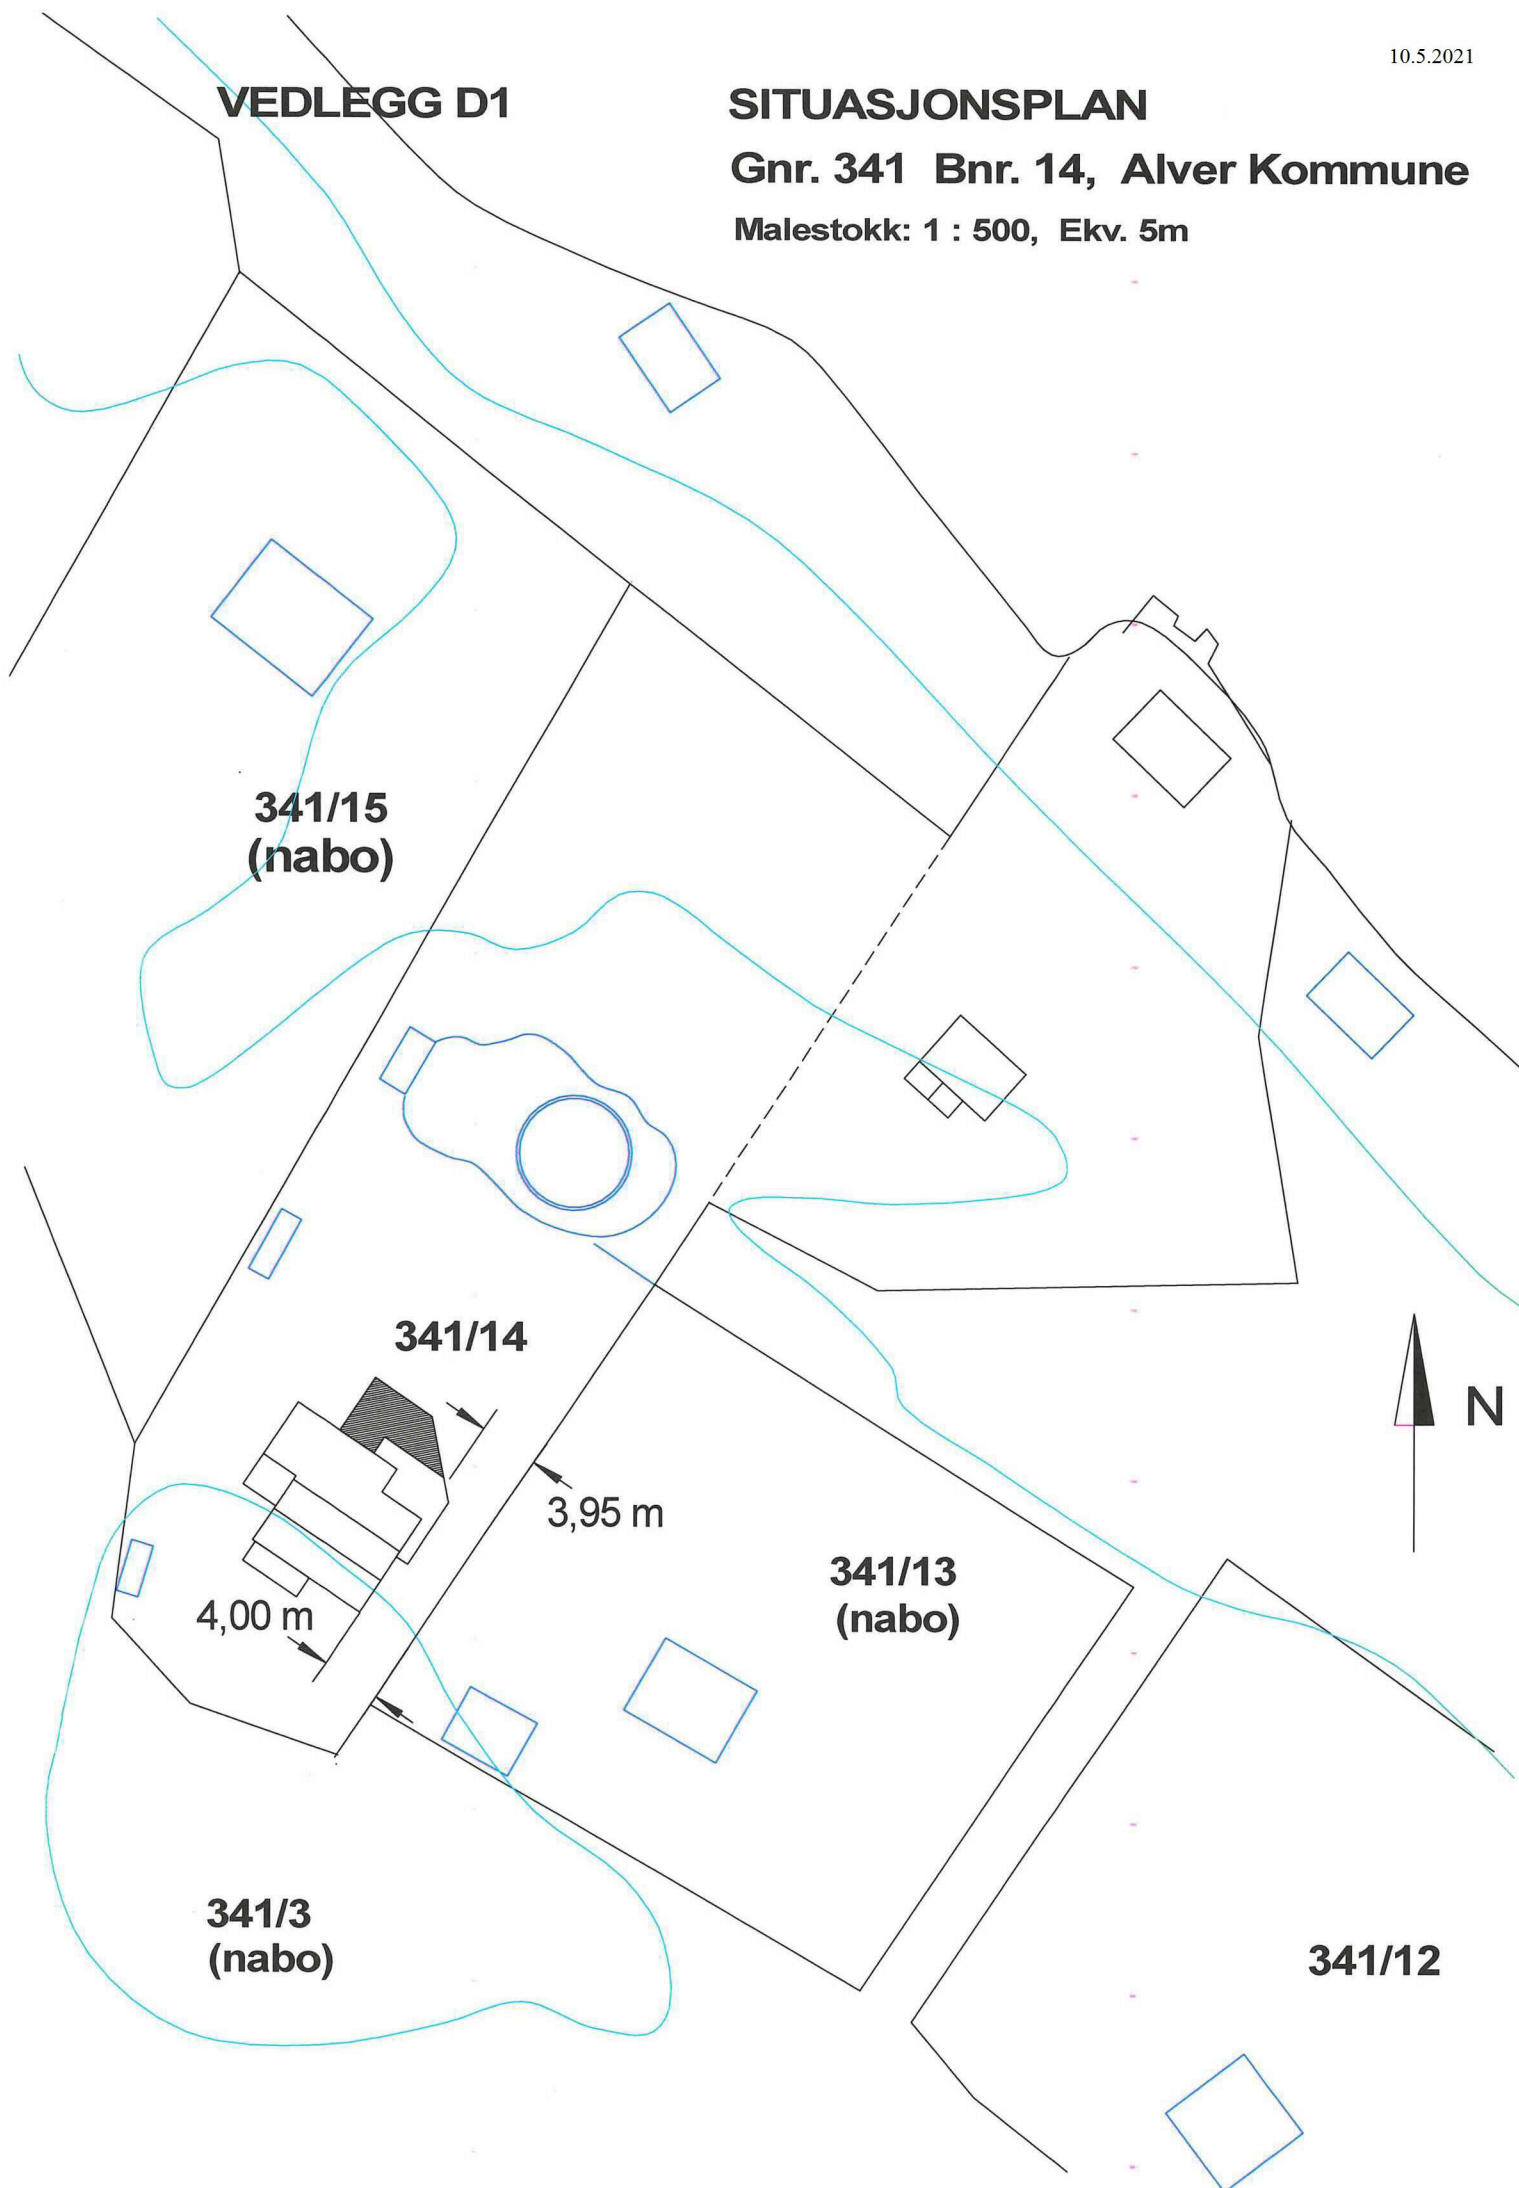 10.5.2021
VEDLEGG D1
SITUASJONSPLAN
Gnr. 341 Bnr. 14, Alver Kommune
Malestokk: 1 : 500, Ekv. 5m
341/15
(nabo)
341/14
N
3,95 m
341/13
(nabo)
4,00 m
341/3
(nabo)
341/12